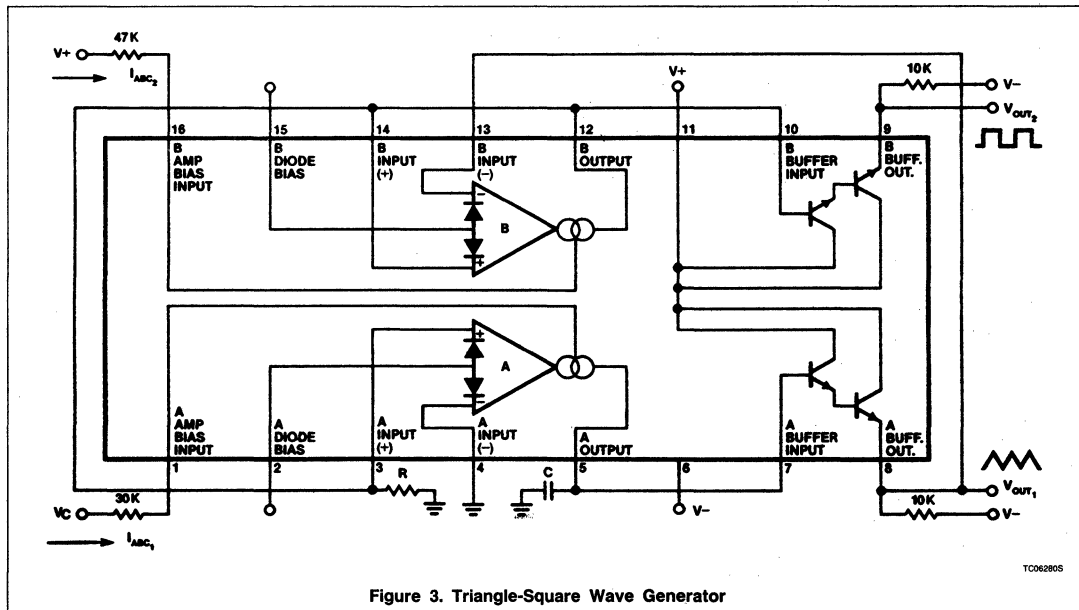 47K
V+
I_ABC2
V+
10K
V–
V_OUT2
16
15
14
13
12
11
10
9
B
AMP
BIAS
INPUT
B
DIODE
BIAS
B
INPUT
(+)
B
INPUT
(–)
B
OUTPUT
B
BUFFER
INPUT
B
BUFF.
OUT.
–
B
+
+
A
–
A
AMP
BIAS
INPUT
A
DIODE
BIAS
A
INPUT
(+)
A
INPUT
(–)
A
OUTPUT
A
BUFFER
INPUT
A
BUFF.
OUT.
1
2
3
4
5
6
7
8
R
C
V–
30K
VC
I_ABC1
V_OUT1
10K
V–
TC06280S
Figure 3. Triangle-Square Wave Generator